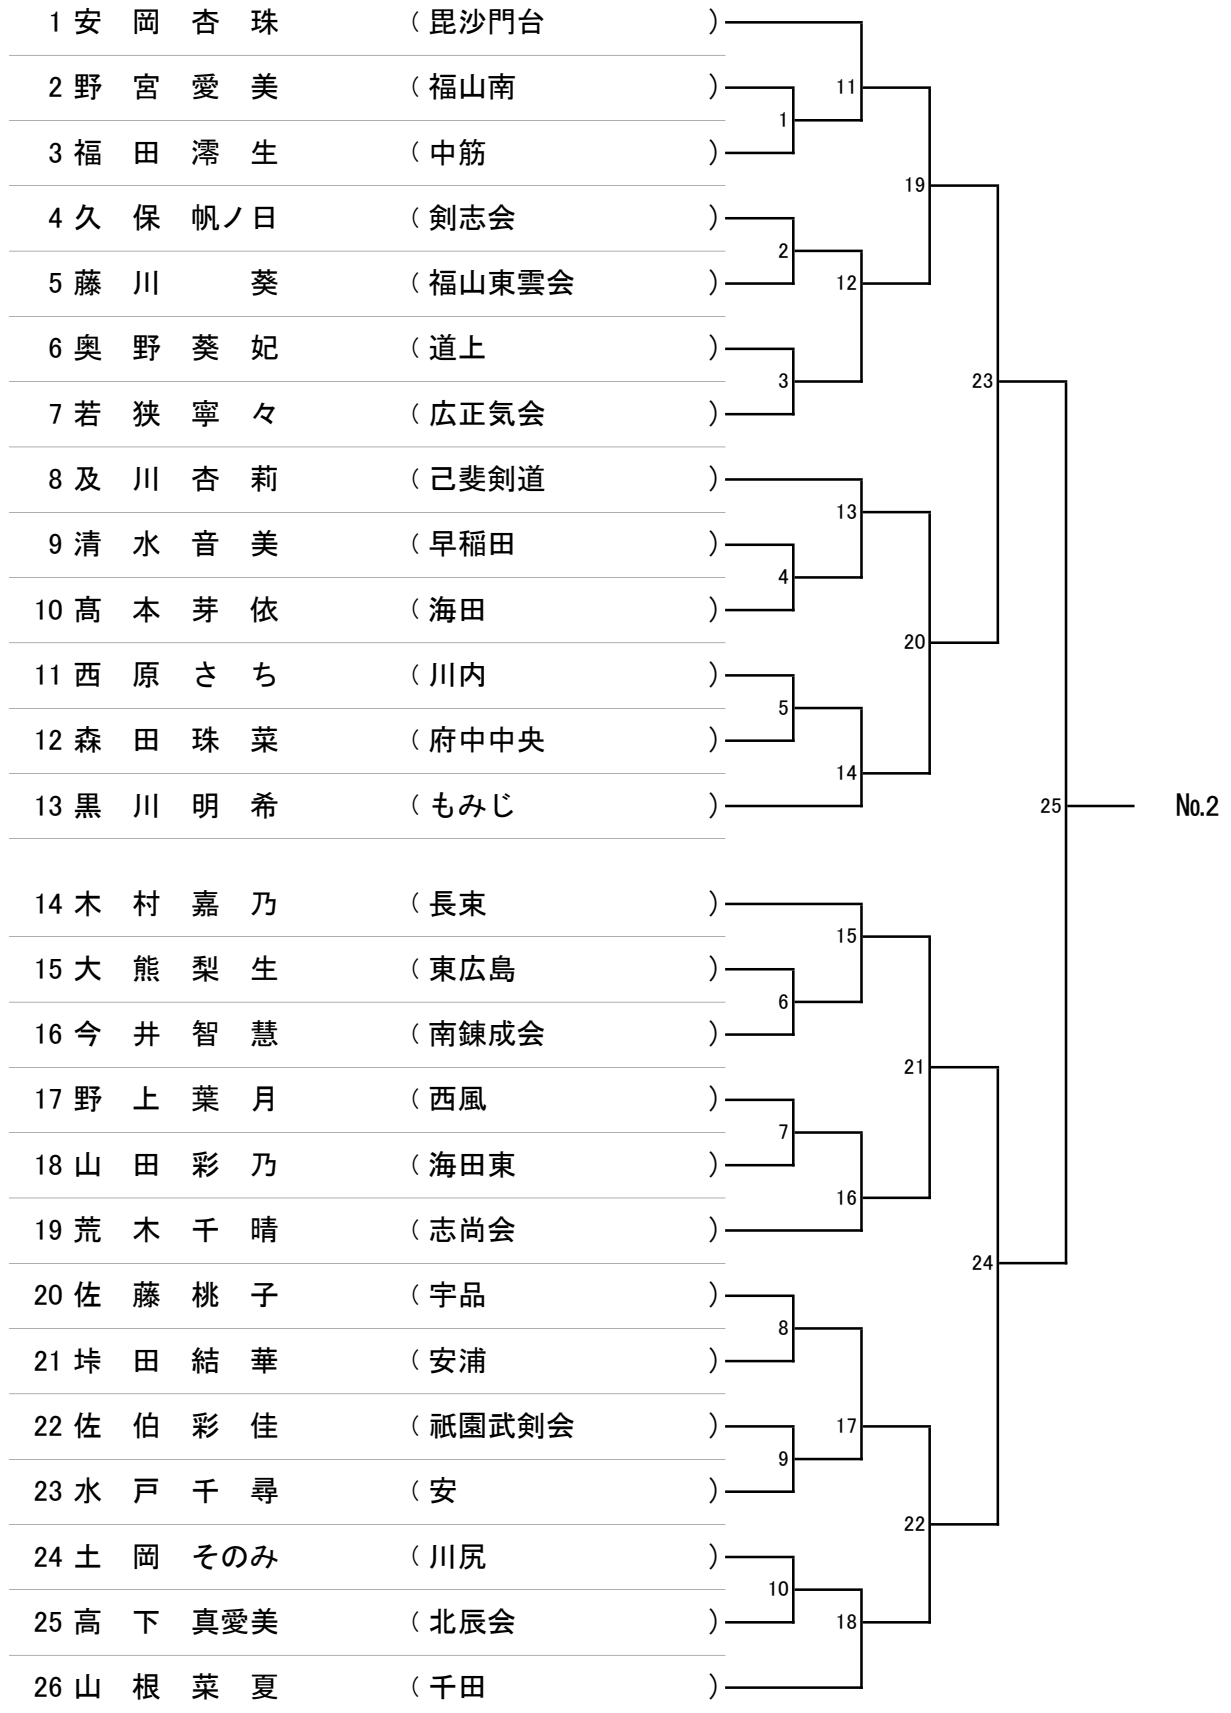 1 安 岡 杏 珠 ( 毘沙門台 )
2 野 宮 愛 美 ( 福山南 ) 11
1
3 福 田 澪 生 ( 中筋 )
19
4 久 保 帆ノ日 ( 剣志会 )
2
5 藤 川 葵 ( 福山東雲会 ) 12
6 奥 野 葵 妃 ( 道上 )
3 23
7 若 狭 寧 々 ( 広正気会 )
8 及 川 杏 莉 ( 己斐剣道 )
13
9 清 水 音 美 ( 早稲田 )
4
10 髙 本 芽 依 ( 海田 )
20
11 西 原 さ ち ( 川内 )
5
12 森 田 珠 菜 ( 府中中央 )
14
13 黒 川 明 希 ( もみじ ) 25 №.2
14 木 村 嘉 乃 ( 長束 )
15
15 大 熊 梨 生 ( 東広島 )
6
16 今 井 智 慧 ( 南錬成会 )
21
17 野 上 葉 月 ( 西風 )
7
18 山 田 彩 乃 ( 海田東 )
16
19 荒 木 千 晴 ( 志尚会 )
24
20 佐 藤 桃 子 ( 宇品 )
8
21 垰 田 結 華 ( 安浦 )
22 佐 伯 彩 佳 ( 祇園武剣会 ) 17
9
23 水 戸 千 尋 ( 安 )
22
24 土 岡 そのみ ( 川尻 )
10
25 高 下 真愛美 ( 北辰会 ) 18
26 山 根 菜 夏 ( 千田 )